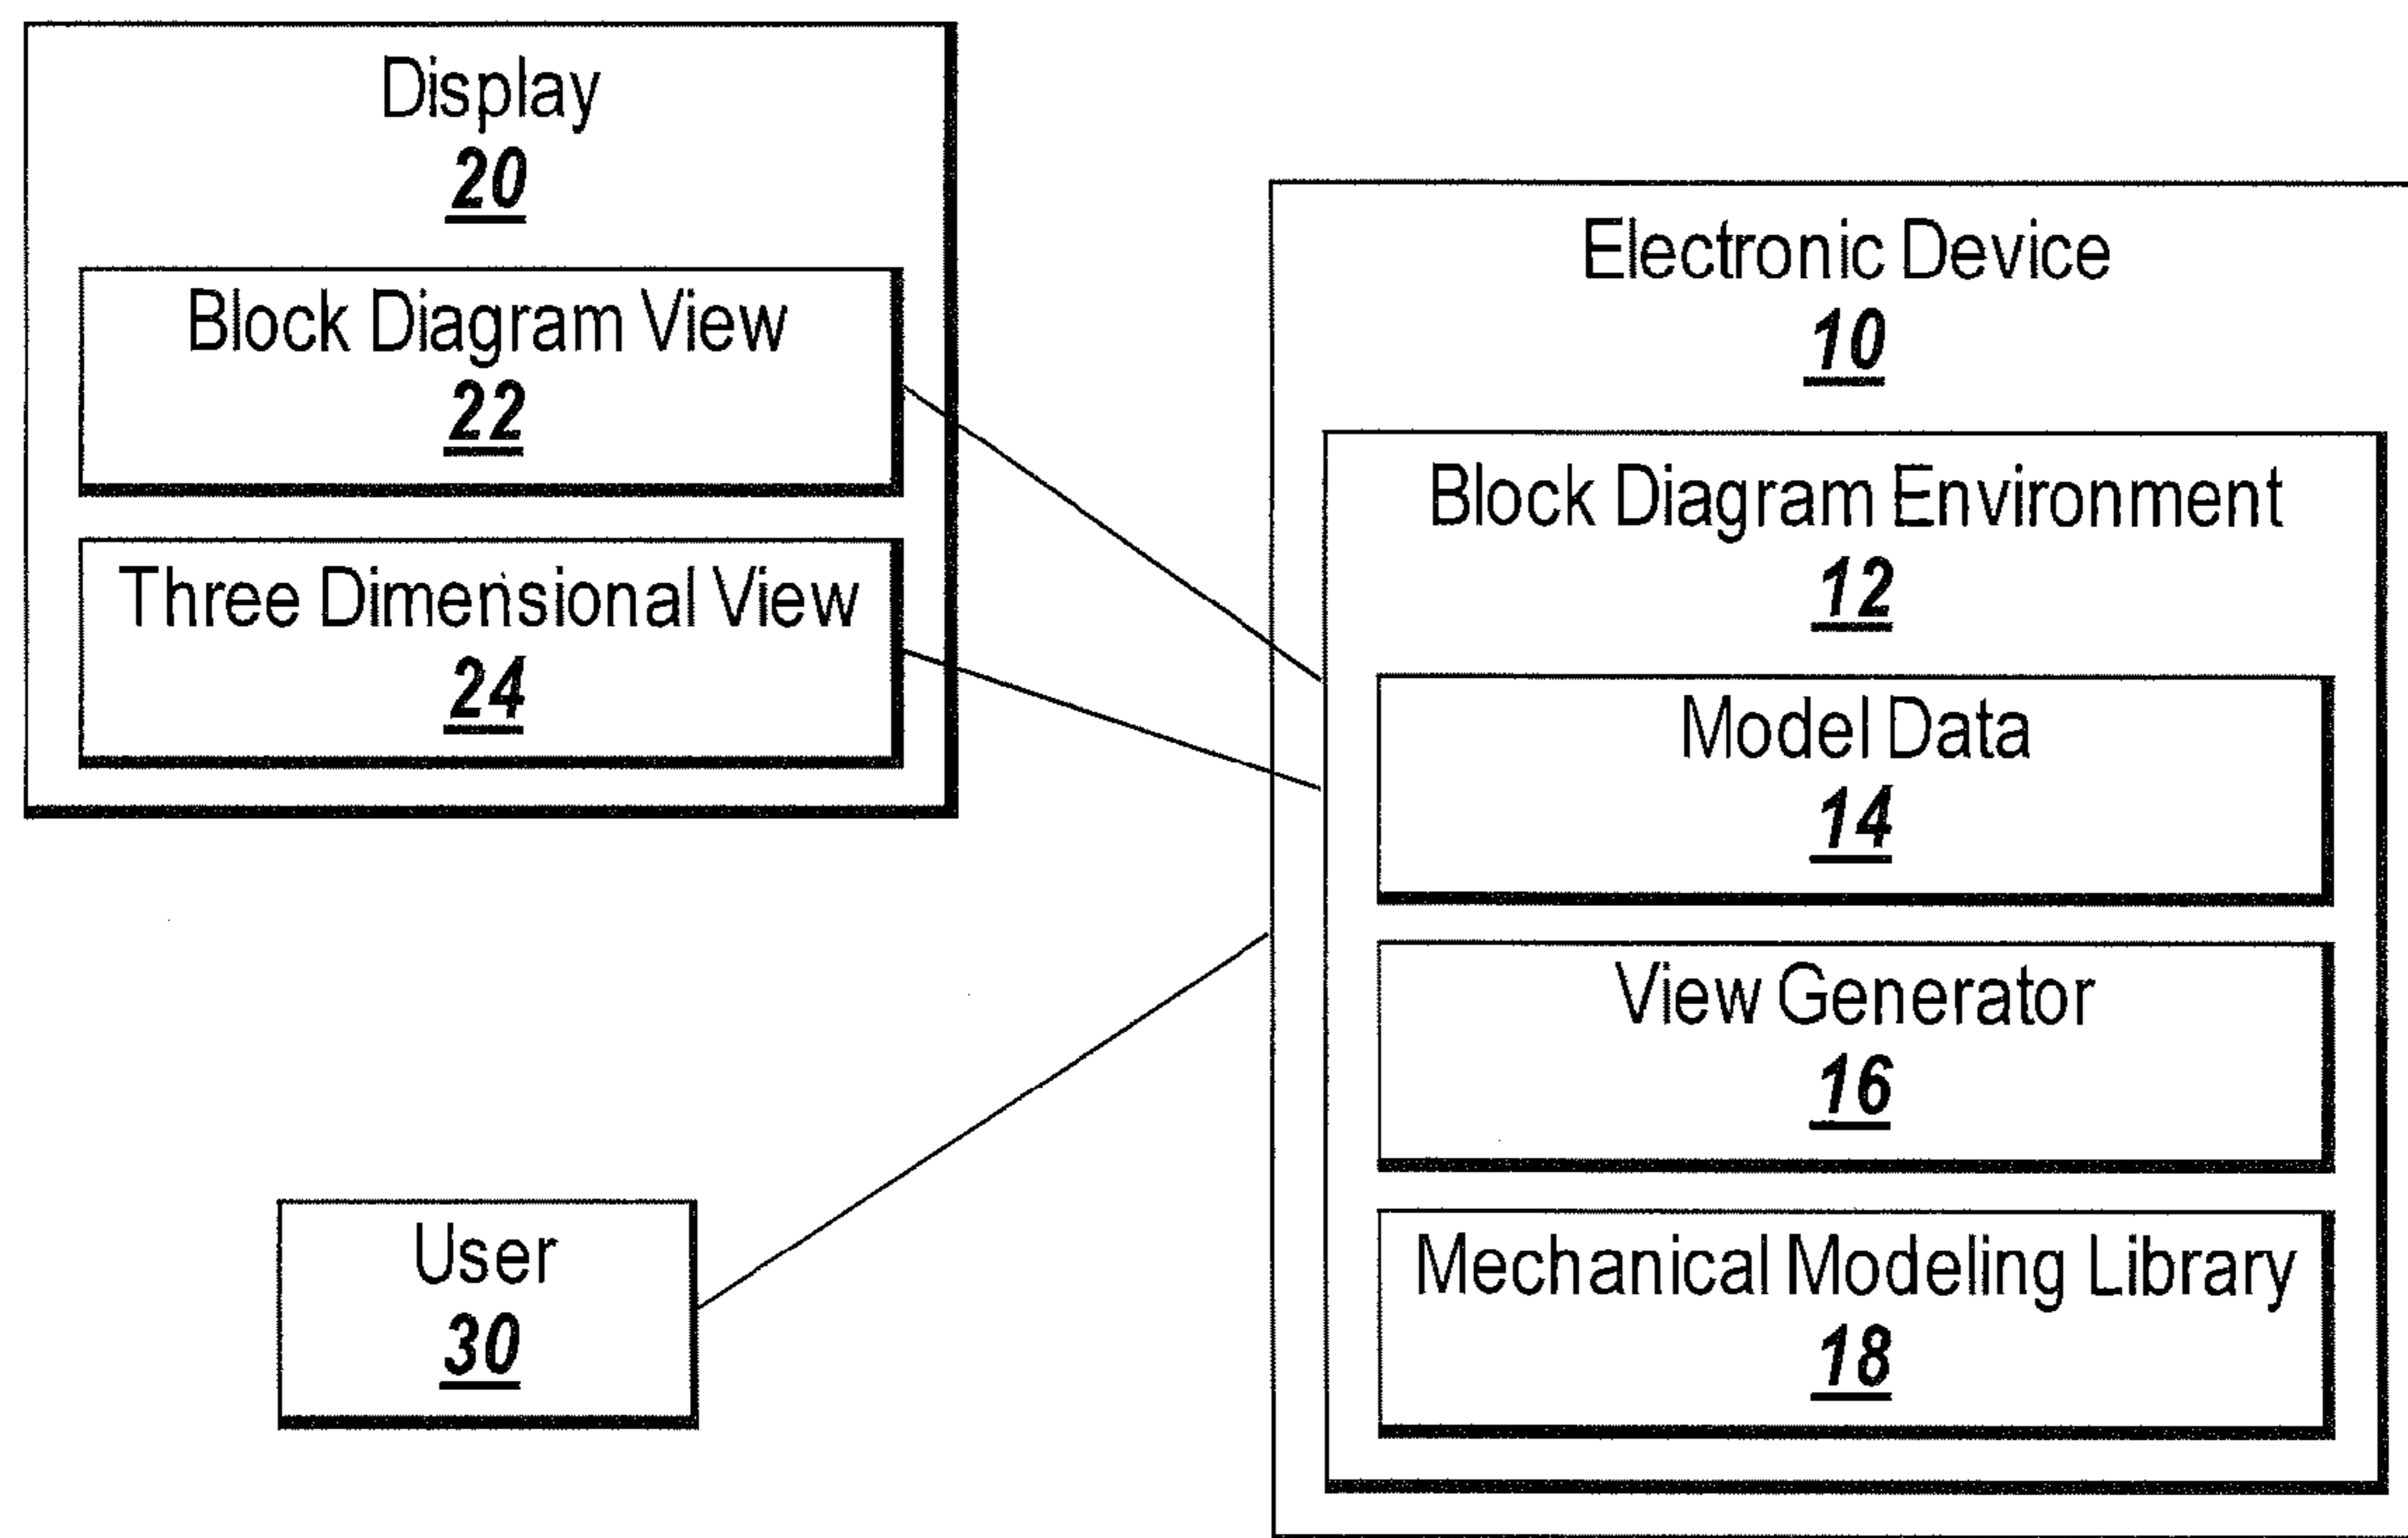 Display
20
Block Diagram View
22
Three Dimensional View
24
Electronic Device
10
Block Diagram Environment
12
Model Data
14
View Generator
16
Mechanical Modeling Library
18
User
30